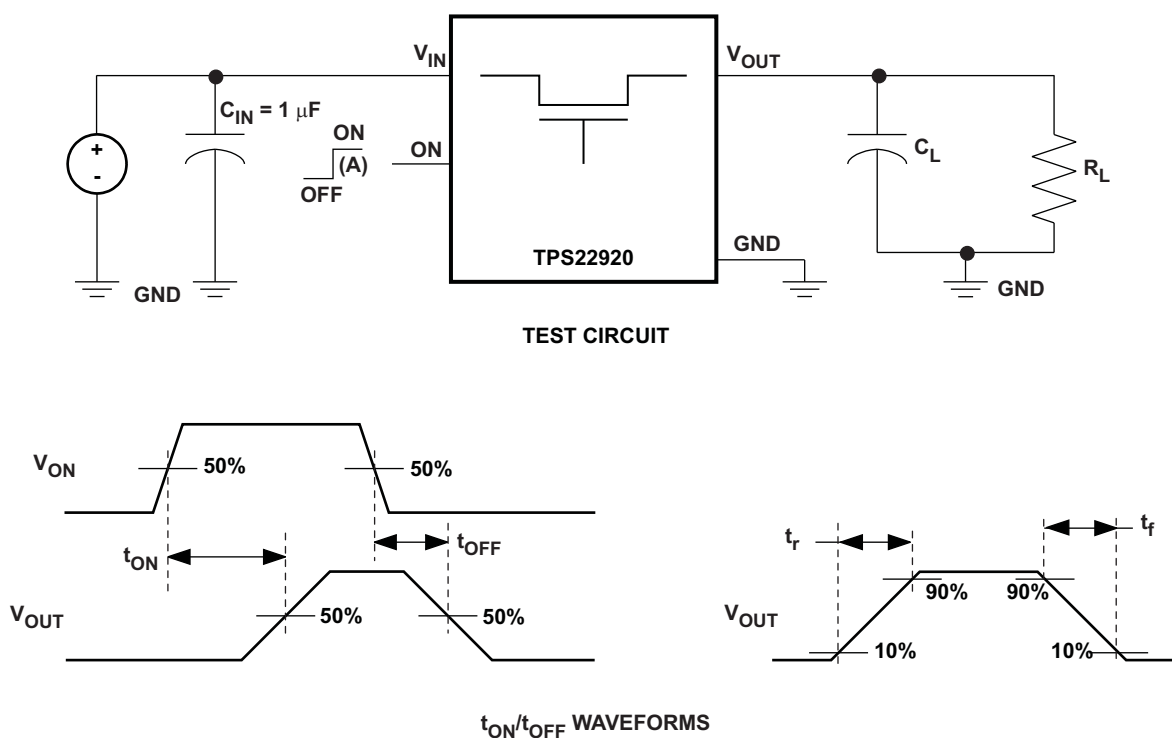 V_IN
V_OUT
C_IN = 1 μF
ON
(A)
OFF
ON
+
-
C_L
R_L
GND
TPS22920
GND
GND
TEST CIRCUIT
V_ON
50%
50%
t_ON
t_OFF
V_OUT
50%
50%
t_r
t_f
V_OUT
90%
90%
10%
10%
t_ON/t_OFF WAVEFORMS